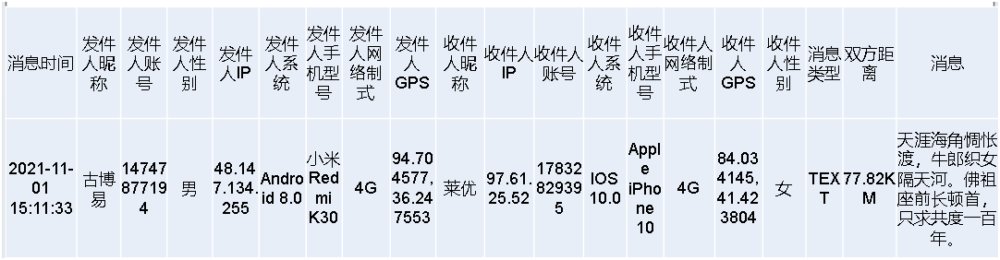 消息时间
发件人昵称
发件人账号
发件人性别
发件人IP
发件人系统
发件人手机型号
发件人网络制式
发件人GPS
收件人昵称
收件人IP
收件人账号
收件人系统
收件人手机型号
收件人网络制式
收件人GPS
收件人性别
消息类型
双方距离
消息
2021-11-01 15:11:33
古博易
14747877194
男
48.147.134.255
Android 8.0
小米Redmi K30
4G
94.704577,36.247553
莱优
97.61.25.52
17832829395
IOS 10.0
Apple iPhone 10
4G
84.034145,41.423804
女
TEXT
77.82KM
天涯海角惆怅渡，牛郎织女隔天河。佛祖座前长顿首，只求共度一百年。